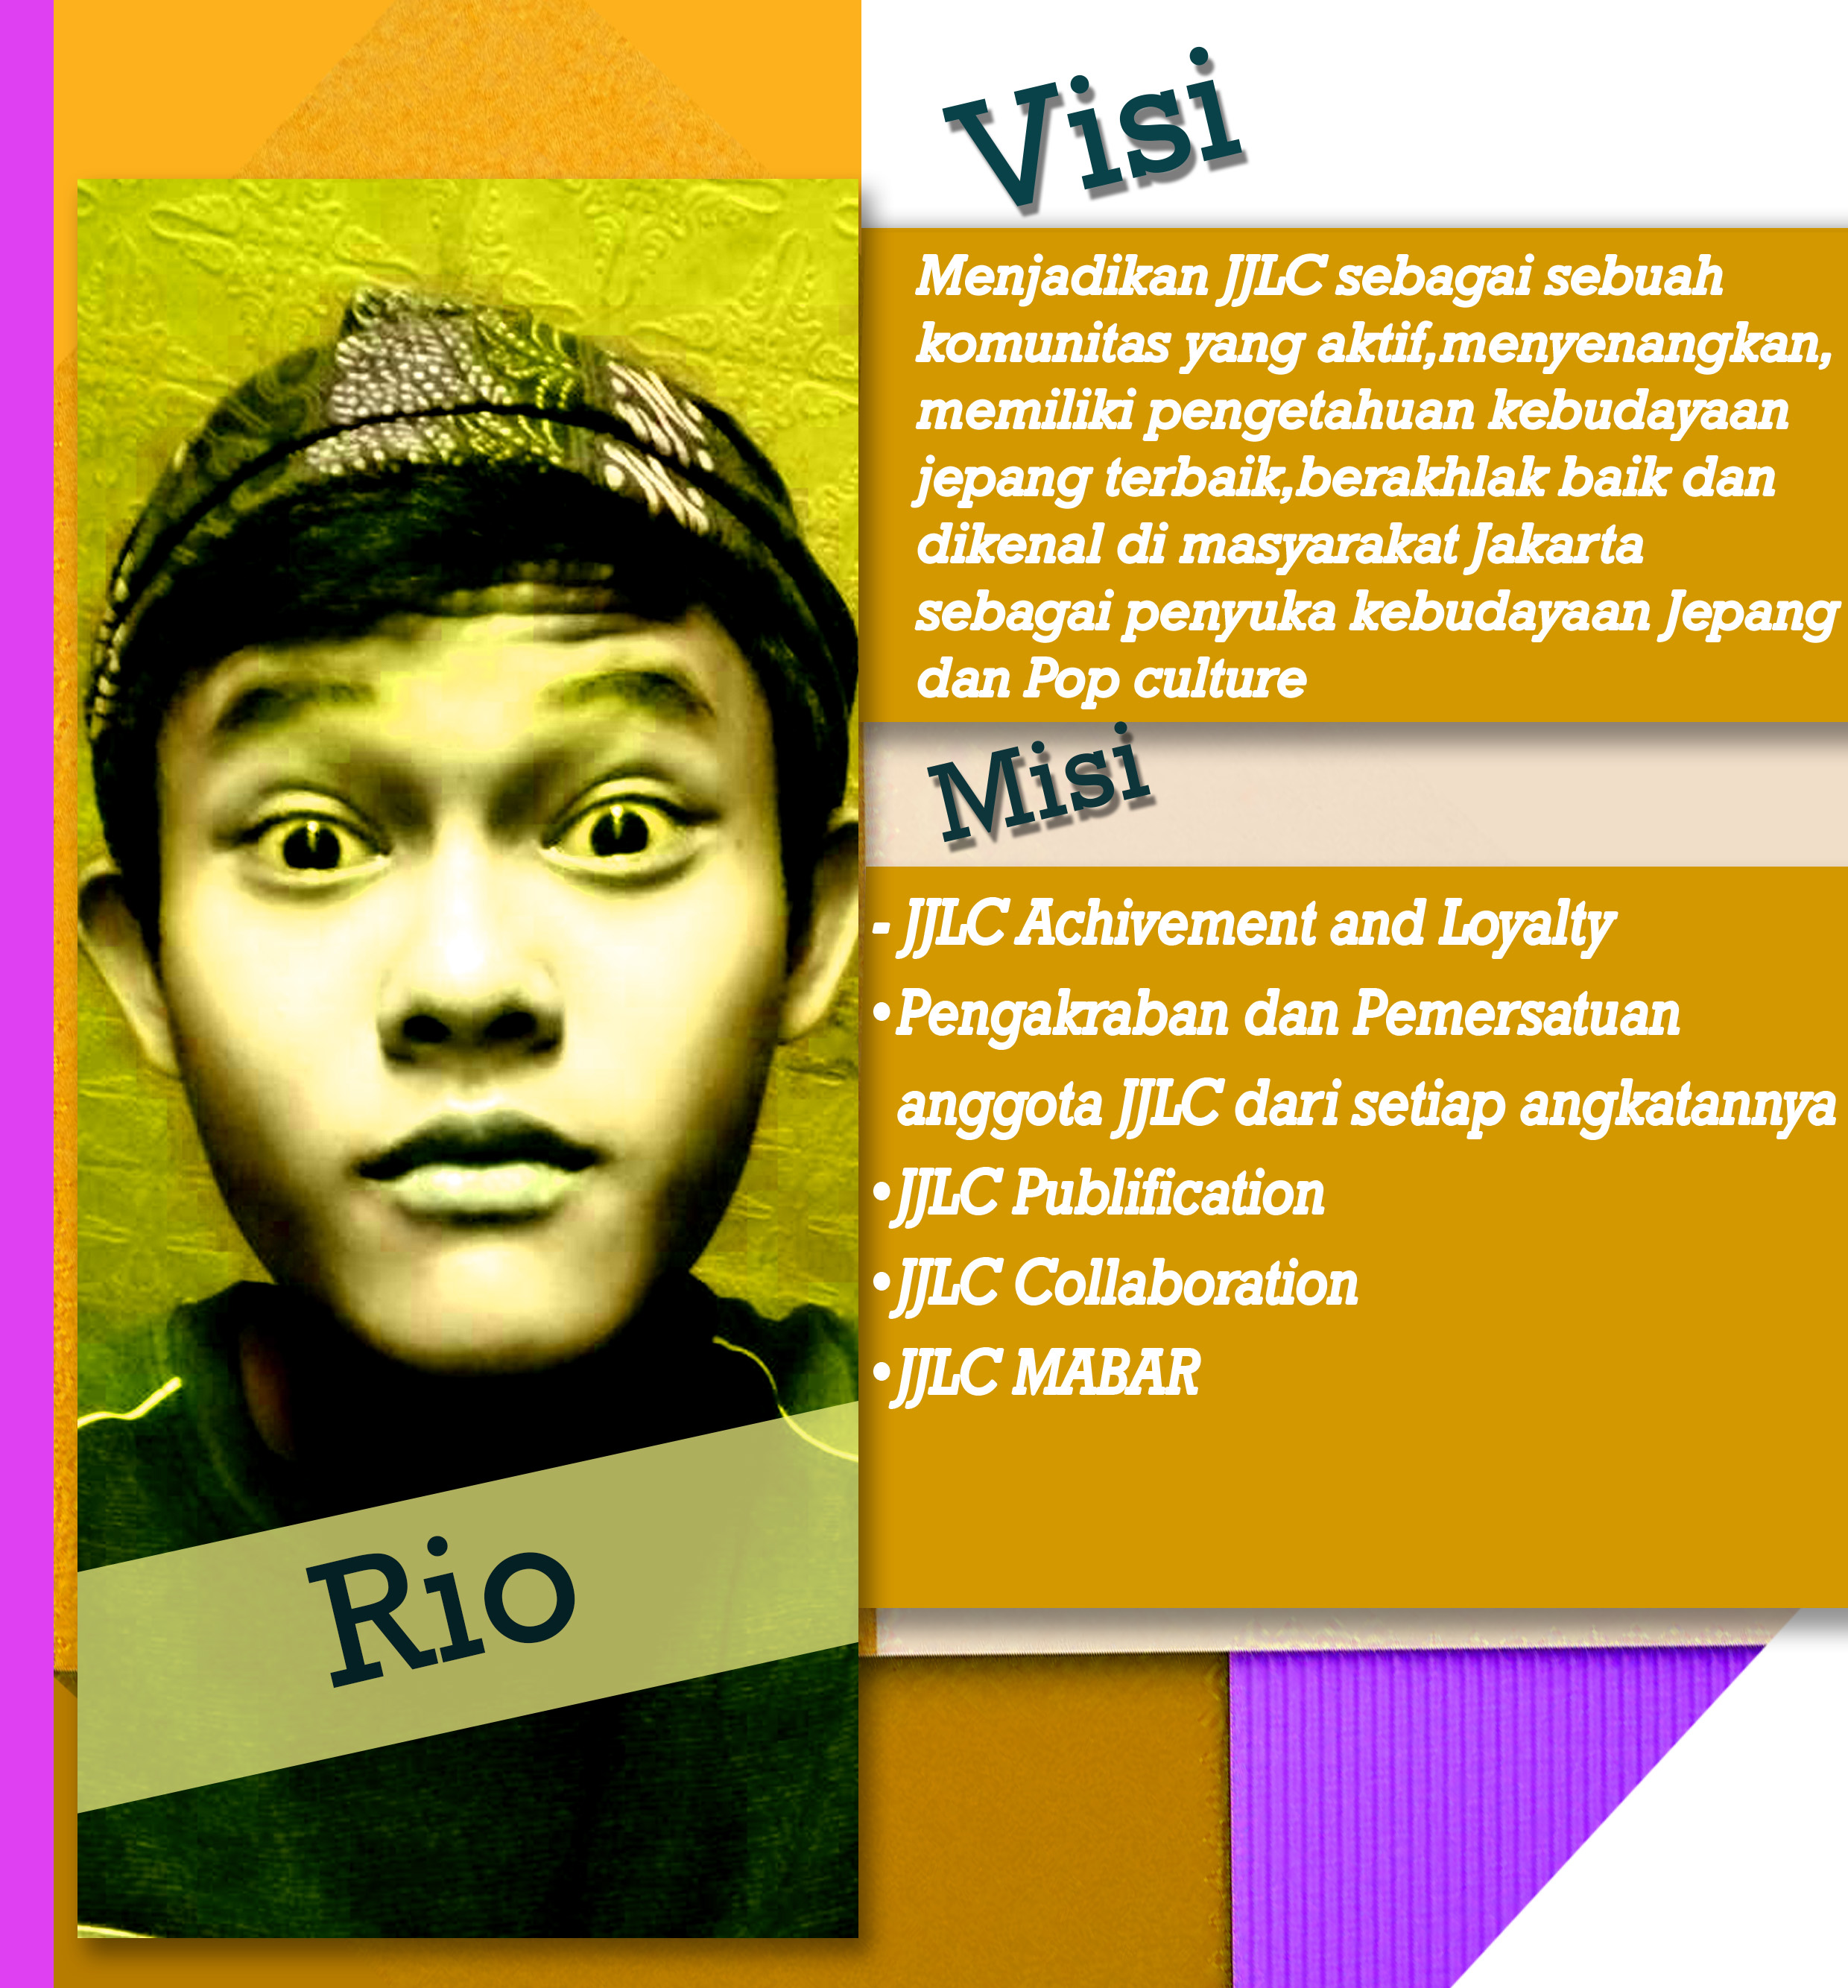 Visi
Menjadikan JJLC sebagai sebuah
komunitas yang aktif,menyenangkan,
memiliki pengetahuan kebudayaan
jepang terbaik,berakhlak baik dan
dikenal di masyarakat Jakarta
sebagai penyuka kebudayaan Jepang
dan Pop culture
Misi
- JJLC Achivement and Loyalty
•Pengakraban dan Pemersatuan
anggota JJLC dari setiap angkatannya
•JJLC Publification
•JJLC Collaboration
•JJLC MABAR
Rio